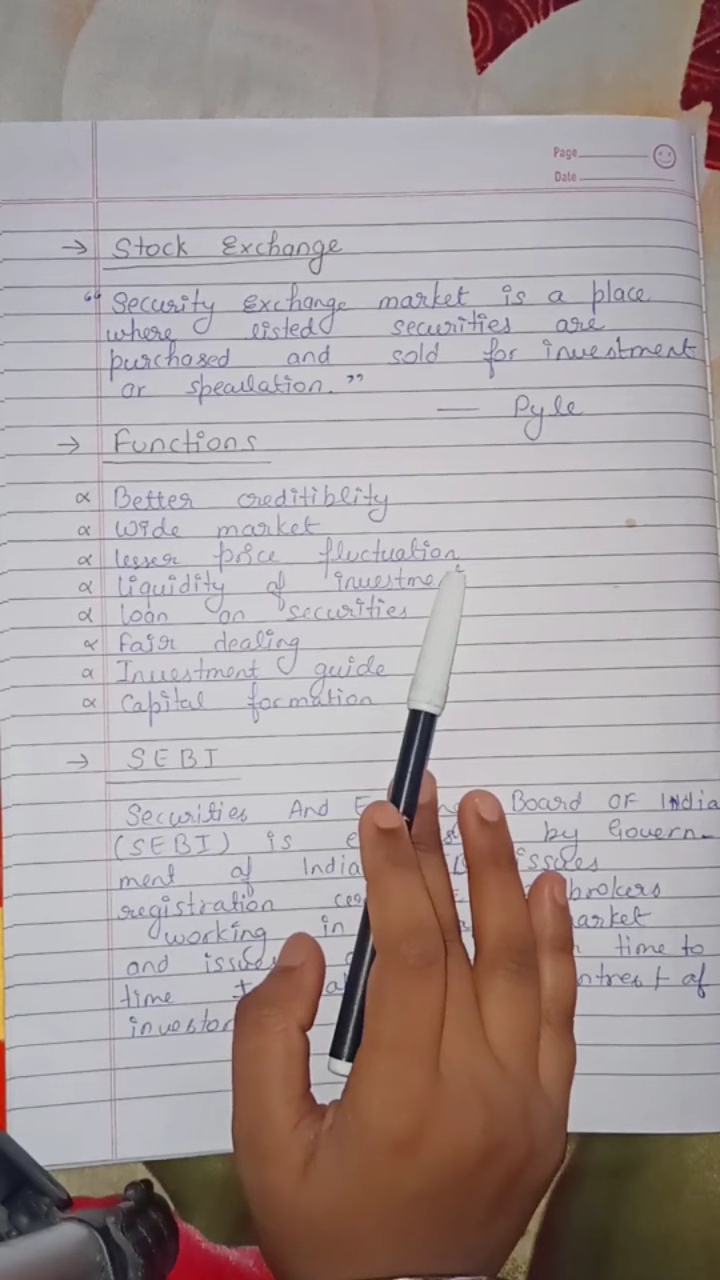 Page
Date
→ Stock Exchange
“ Security Exchange market is a place
where listed securities are
purchased and sold for investment
or speculation. ”
— Pyle
→ Functions
∝ Better creditiblity
∝ wide market
∝ lesser price fluctuation
∝ liquidity of investme
∝ loan on securities
∝ Fair dealing
∝ Investment guide
∝ Capital formation
→ SEBI
Securities And Board OF India
(SEBI) is by Govern-
ment of India issues
registration brokers
working in market
and issues time to
time of
investor